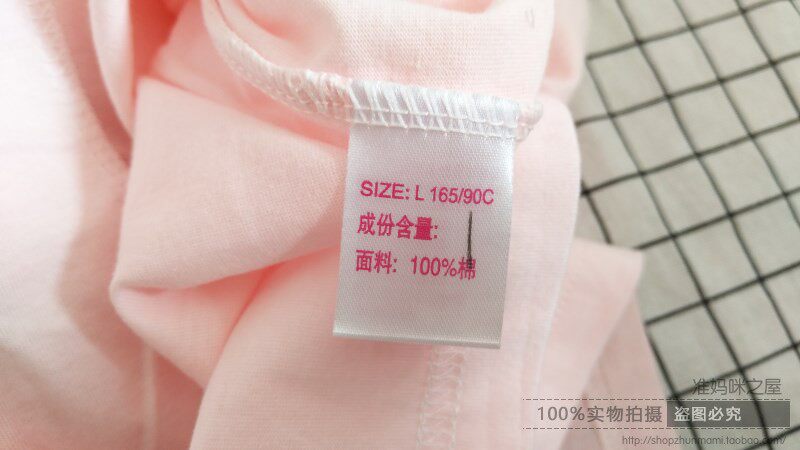 SIZE: L 165/90C
成份含量:
面料: 100%棉
准妈咪之屋
100%实物拍摄 盗图必究
http://shopzhunmami.taobao.com/